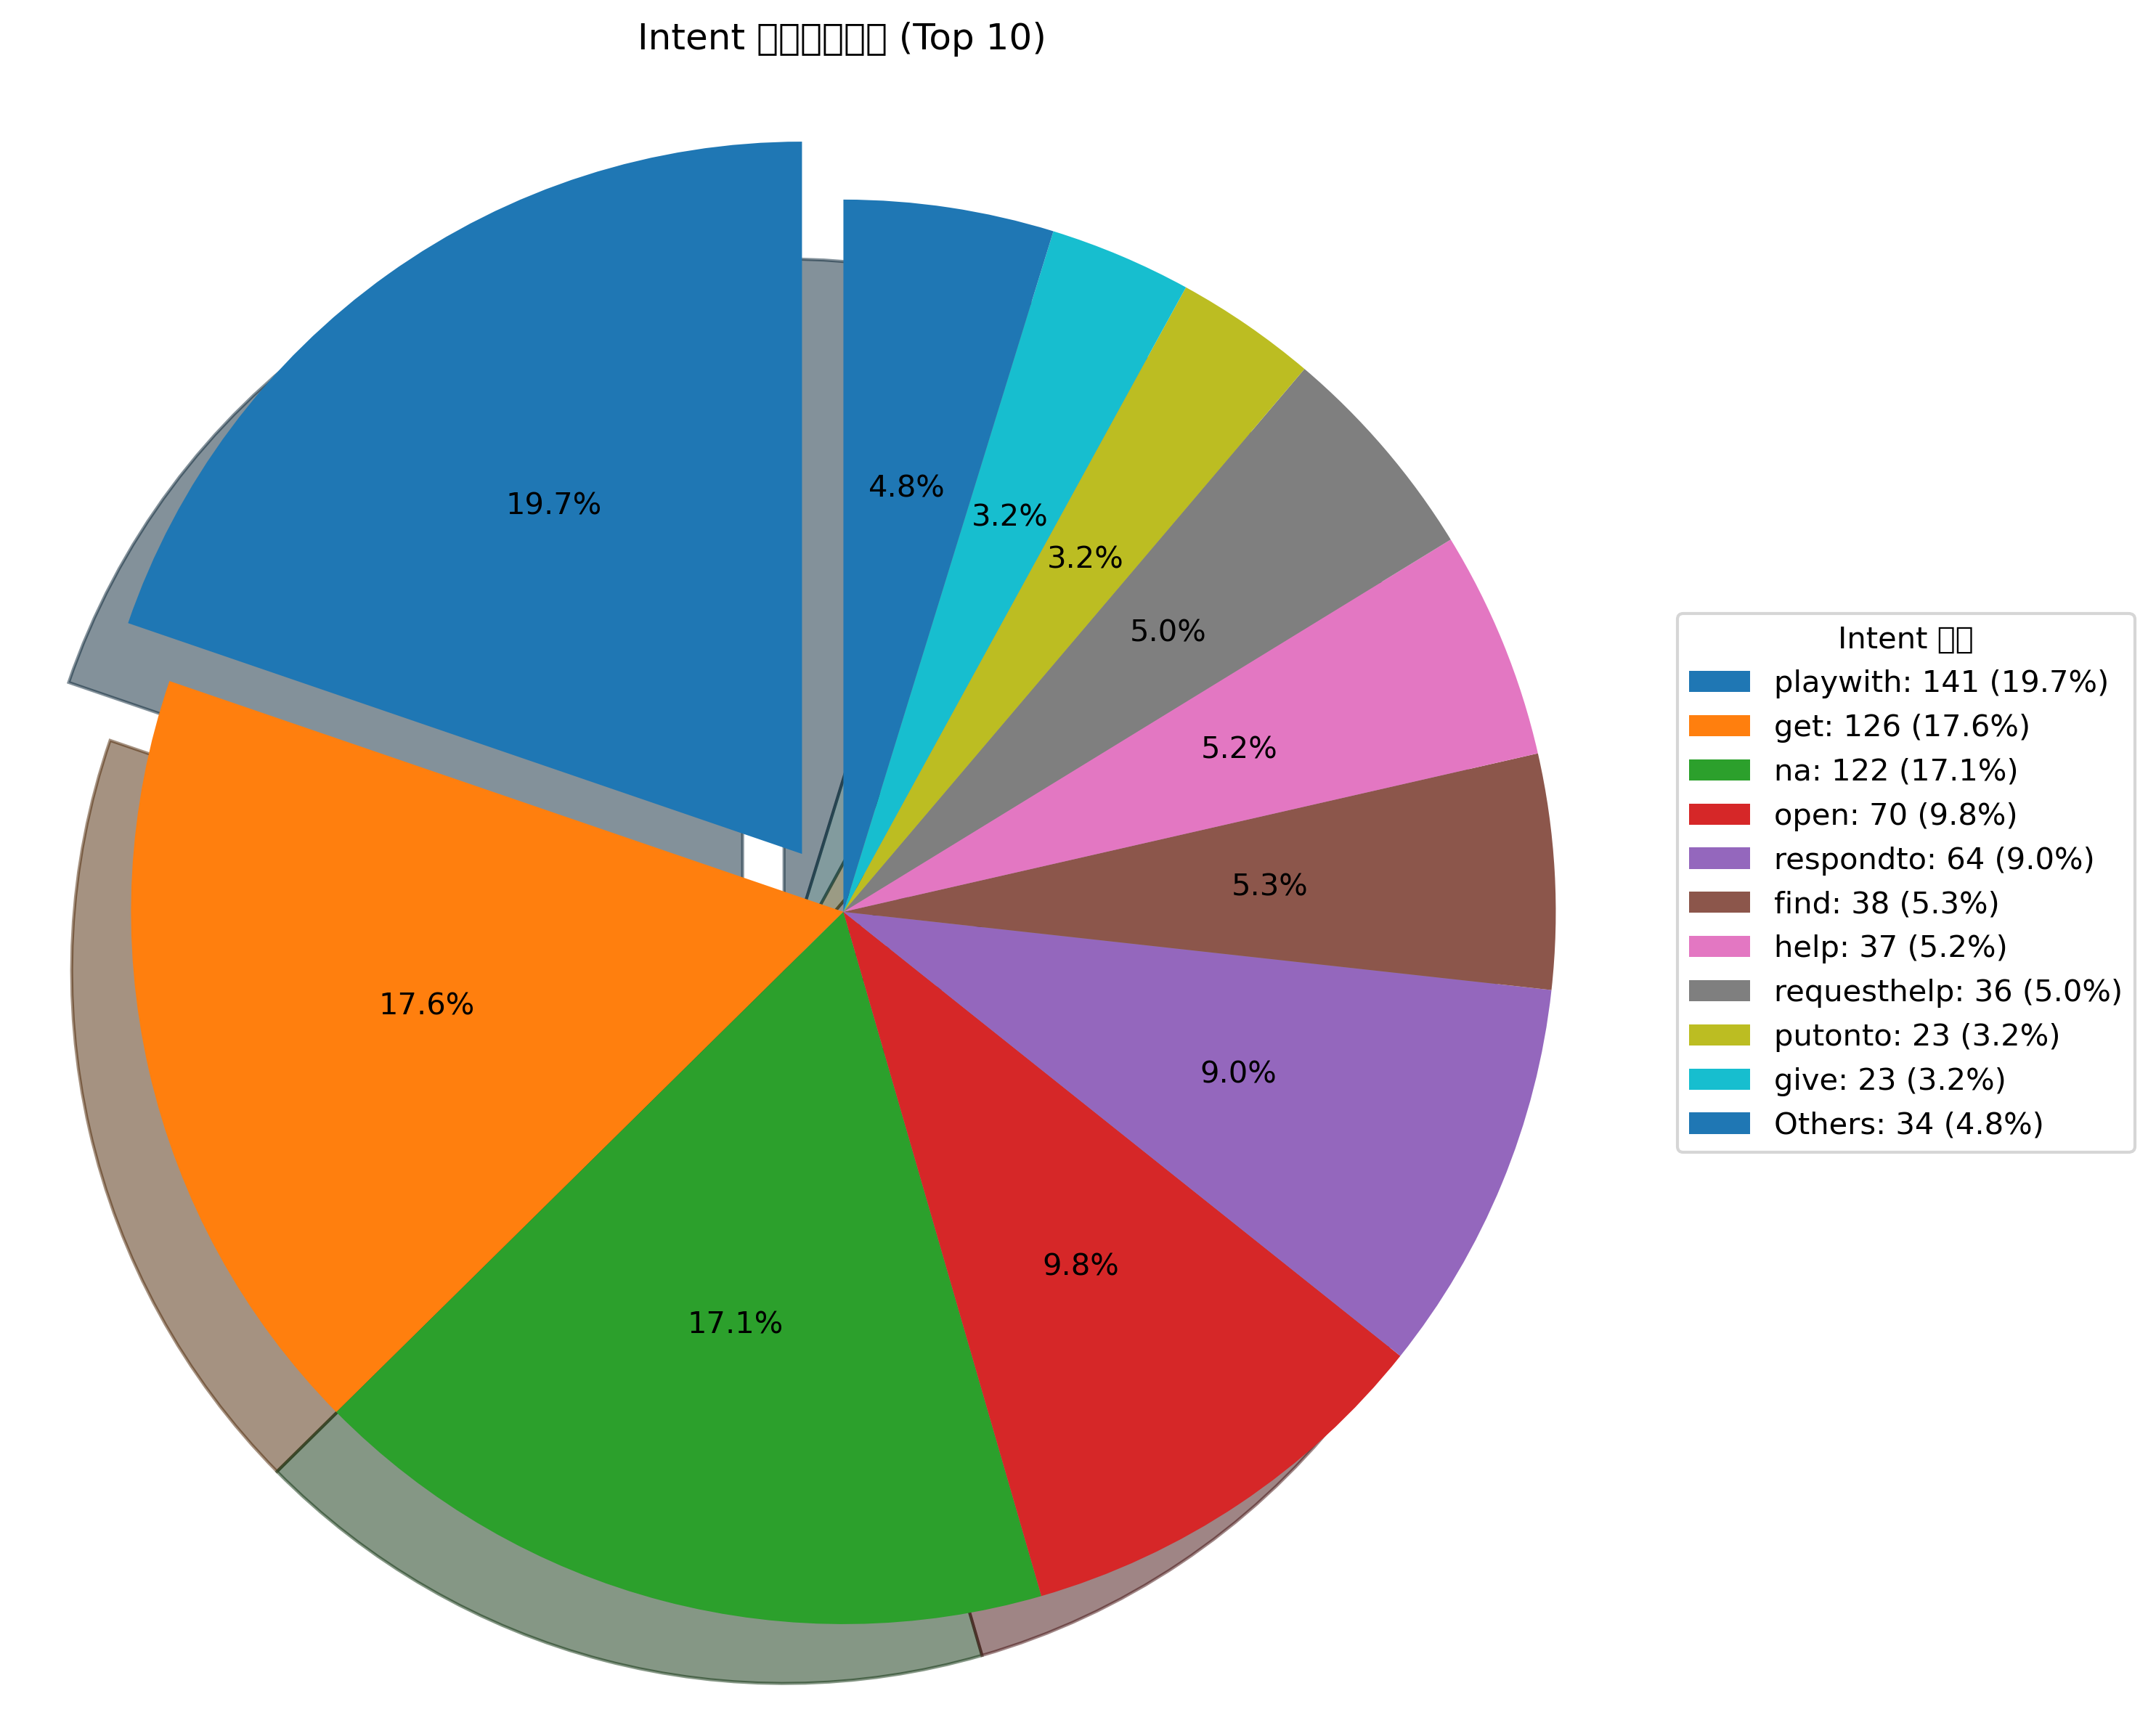 Intent (Top 10)
19.7%
4.8%
3.2%
3.2%
5.0%
5.2%
5.3%
17.6%
9.0%
9.8%
17.1%
Intent
playwith: 141 (19.7%)
get: 126 (17.6%)
na: 122 (17.1%)
open: 70 (9.8%)
respondto: 64 (9.0%)
find: 38 (5.3%)
help: 37 (5.2%)
requesthelp: 36 (5.0%)
putonto: 23 (3.2%)
give: 23 (3.2%)
Others: 34 (4.8%)